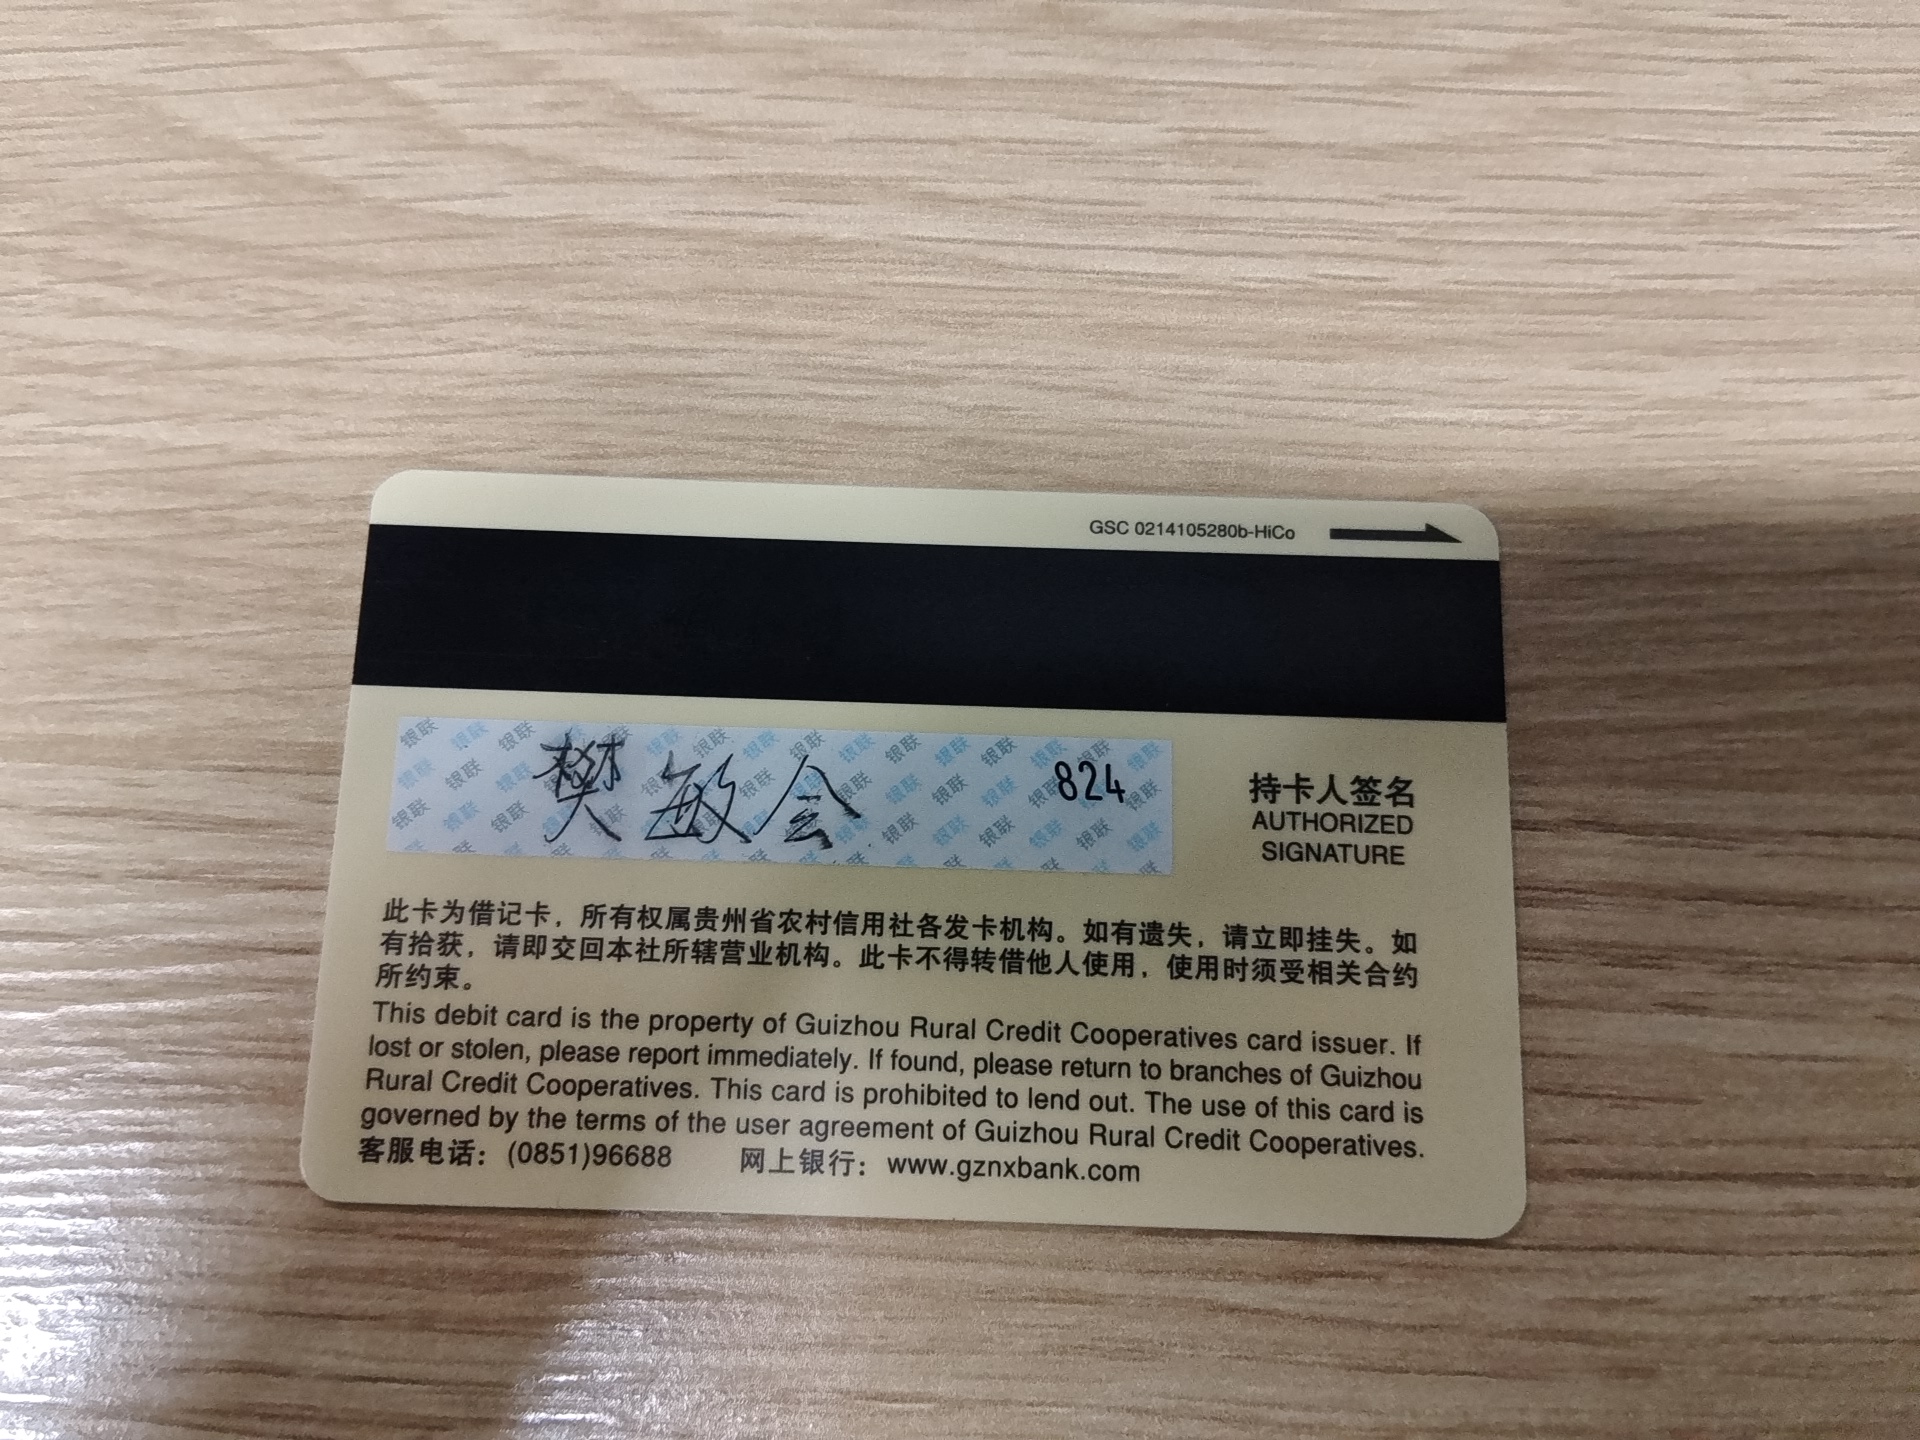 GSC 0214105280b-HiCo
樊敏会 824
持卡人签名
AUTHORIZED
SIGNATURE
此卡为借记卡，所有权属贵州省农村信用社各发卡机构。如有遗失，请立即挂失。如
有拾获，请即交回本社所辖营业机构。此卡不得转借他人使用，使用时须受相关合约
所约束。
This debit card is the property of Guizhou Rural Credit Cooperatives card issuer. If
lost or stolen, please report immediately. If found, please return to branches of Guizhou
Rural Credit Cooperatives. This card is prohibited to lend out. The use of this card is
governed by the terms of the user agreement of Guizhou Rural Credit Cooperatives.
客服电话：(0851)96688 网上银行：www.gznxbank.com